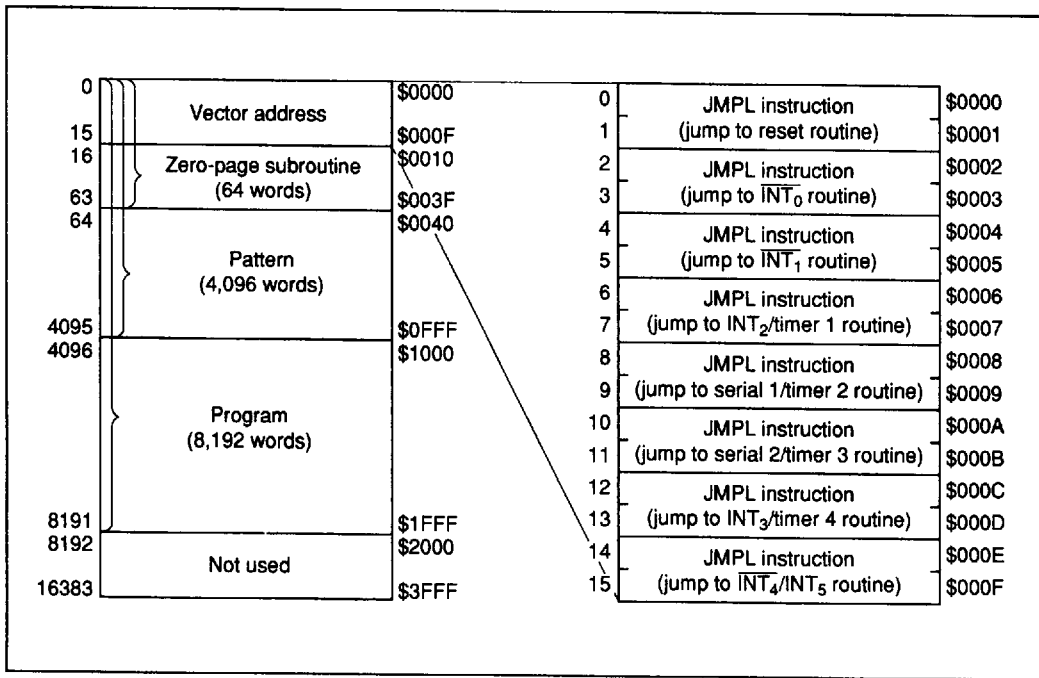 0
$0000
Vector address
15
$000F
16
$0010
Zero-page subroutine
(64 words)
63
$003F
64
$0040
Pattern
(4,096 words)
4095
$0FFF
4096
$1000
Program
(8,192 words)
8191
$1FFF
8192
$2000
Not used
16383
$3FFF
0 JMPL instruction $0000
1 (jump to reset routine) $0001
2 JMPL instruction $0002
3 (jump to I̅N̅T̅₀̅ routine) $0003
4 JMPL instruction $0004
5 (jump to I̅N̅T̅₁̅ routine) $0005
6 JMPL instruction $0006
7 (jump to INT₂/timer 1 routine) $0007
8 JMPL instruction $0008
9 (jump to serial 1/timer 2 routine) $0009
10 JMPL instruction $000A
11 (jump to serial 2/timer 3 routine) $000B
12 JMPL instruction $000C
13 (jump to INT₃/timer 4 routine) $000D
14 JMPL instruction $000E
15 (jump to I̅N̅T̅₄̅/INT₅ routine) $000F